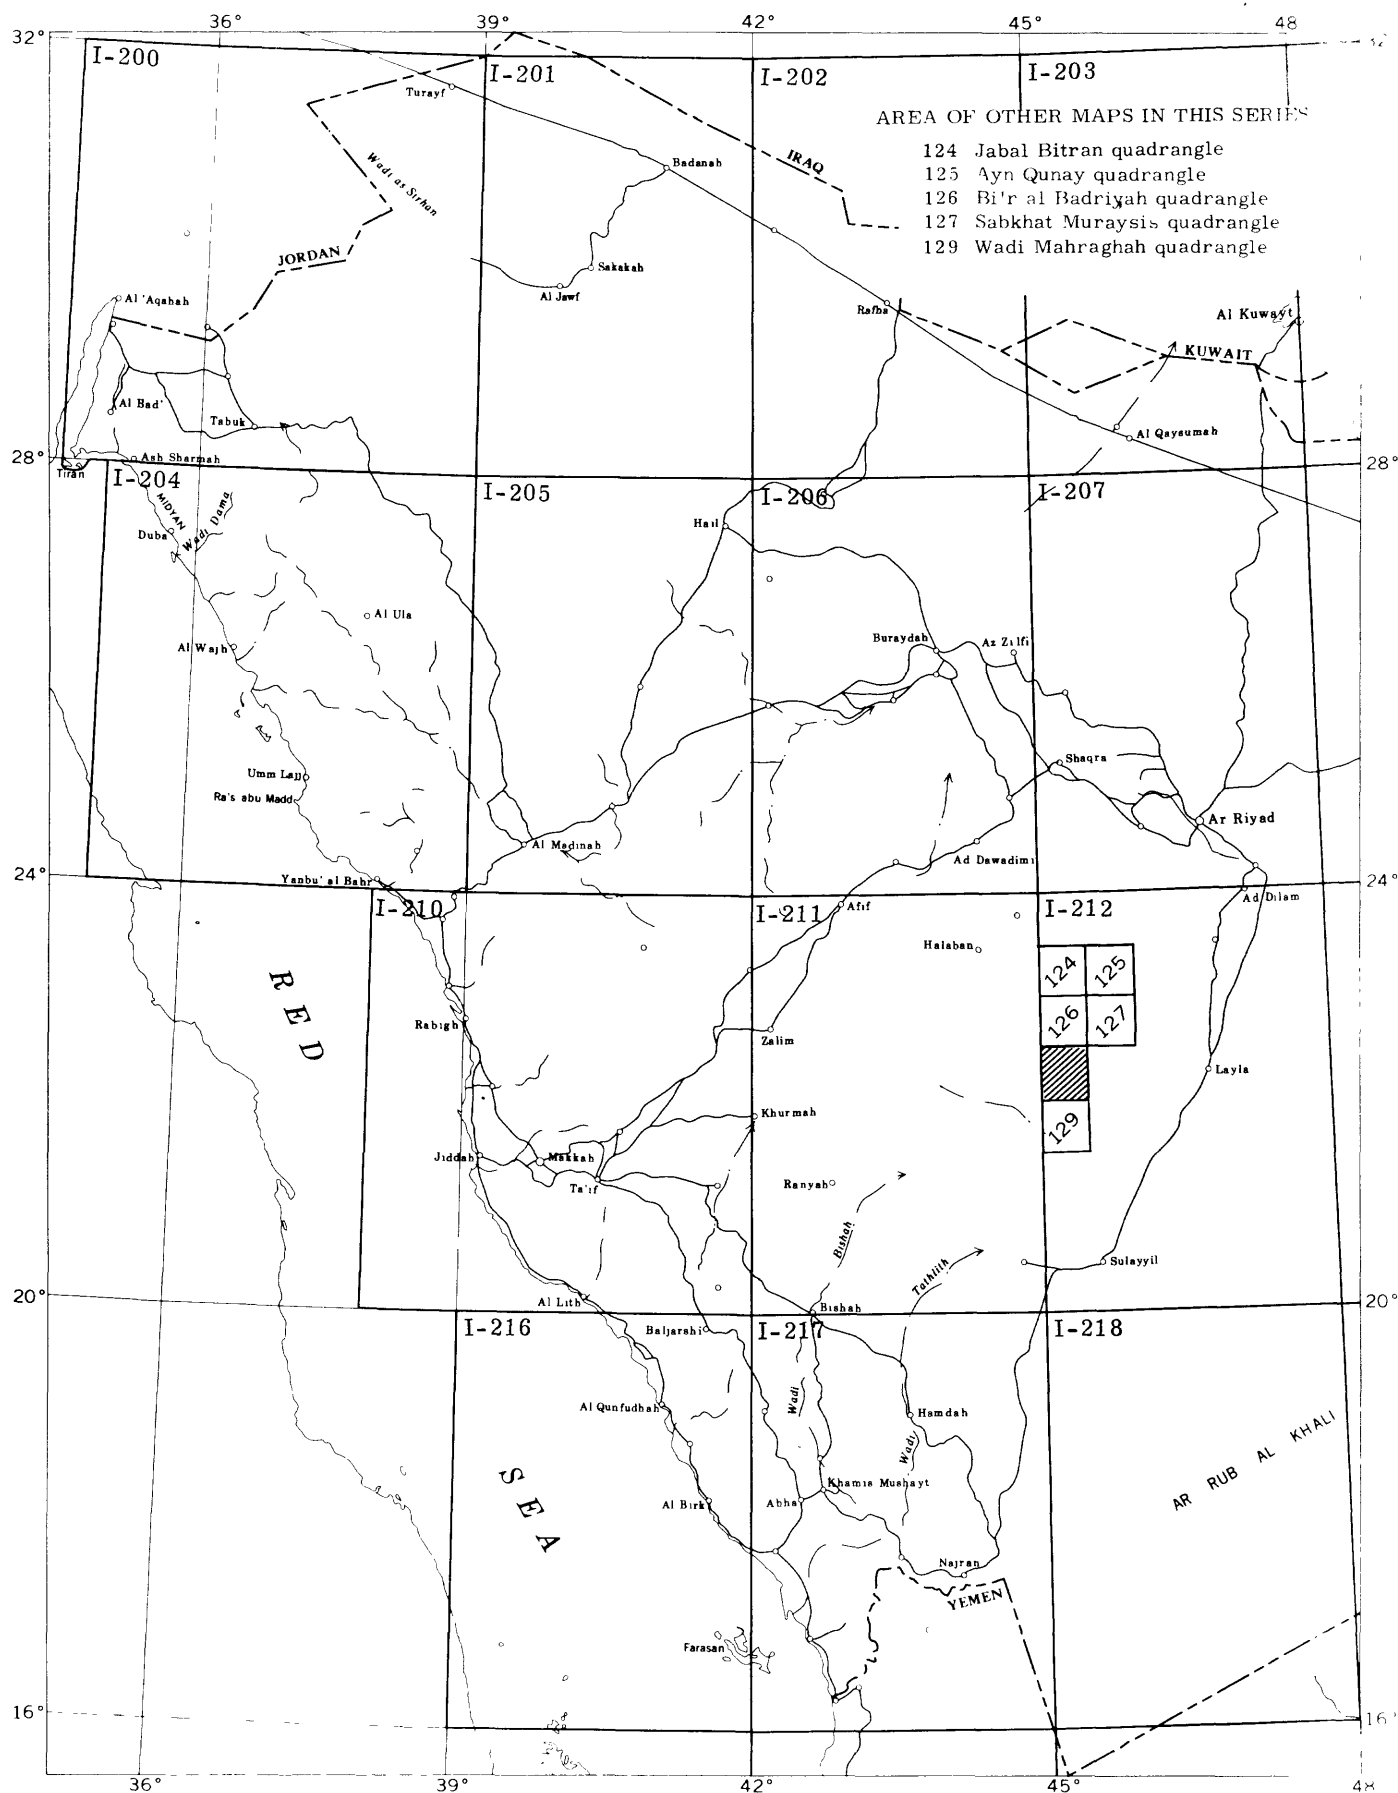 36° 39° 42° 45° 48
32°
I-200 I-201 I-202 I-203
Turayf
AREA OF OTHER MAPS IN THIS SERIES
124 Jabal Bitran quadrangle
125 Ayn Qunay quadrangle
126 Bi'r al Badriyah quadrangle
127 Sabkhat Muraysis quadrangle
129 Wadi Mahraghah quadrangle
IRAQ
Badanah
Wadi as Sirhan
JORDAN
Sakakah
Al Jawf
Al 'Aqabah
Rafha
Al Kuwayt
KUWAIT
Al Bad'
Tabuk
Al Qaysumah
Ash Sharmah
28° 28°
Tiran
I-204 I-205 I-206 I-207
MIDYAN
Wadi Dama
Duba
Hail
Al Ula
Al Wajh
Buraydah
Az Zilfi
Shaqra
Umm Lajj
Ra's abu Madd
Ar Riyad
Al Madinah
Ad Dawadimi
24° 24°
Yanbu' al Bahr
Ad Dilam
I-210 I-211 I-212
Afif
Halaban
124 125
126 127
129
RED
Rabigh
Zalim
Layla
Khurmah
Jiddah
Makkah
Ta'if
Ranyah
Bishah
Tathlith
Sulayyil
20° 20°
Al Lith
Bishah
I-216 I-217 I-218
Baljarshi
Wadi
Al Qunfudhah
Hamdah
Wadi
AR RUB AL KHALI
SEA
Khamis Mushayt
Al Birk
Abha
Najran
YEMEN
Farasan
16° 16°
36° 39° 42° 45° 48